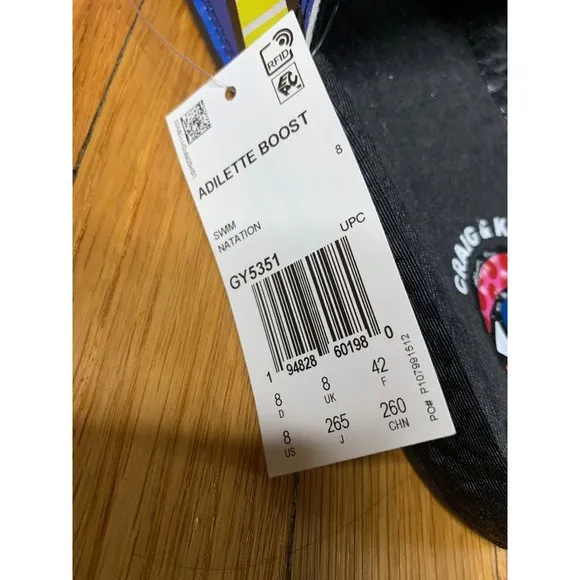 RFID
EPC
ADILETTE BOOST
8
SWIM
NATATION
UPC
GY5351
1 94828 60198 0
8 8 42
D UK F
8 265 260
US J CHN
PO# P107991512
CRAIG & K